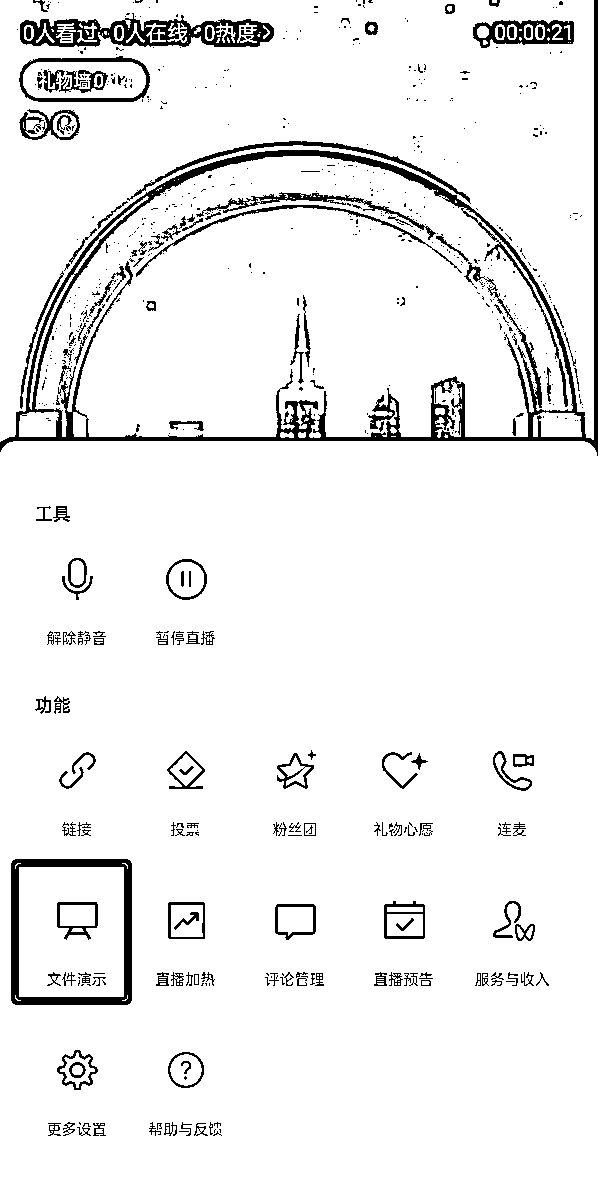 0人看过·0人在线·0热度>
00:00:21
礼物墙0
工具
解除静音 暂停直播
功能
链接 投票 粉丝团 礼物心愿 连麦
文件演示 直播加热 评论管理 直播预告 服务与收入
更多设置 帮助与反馈